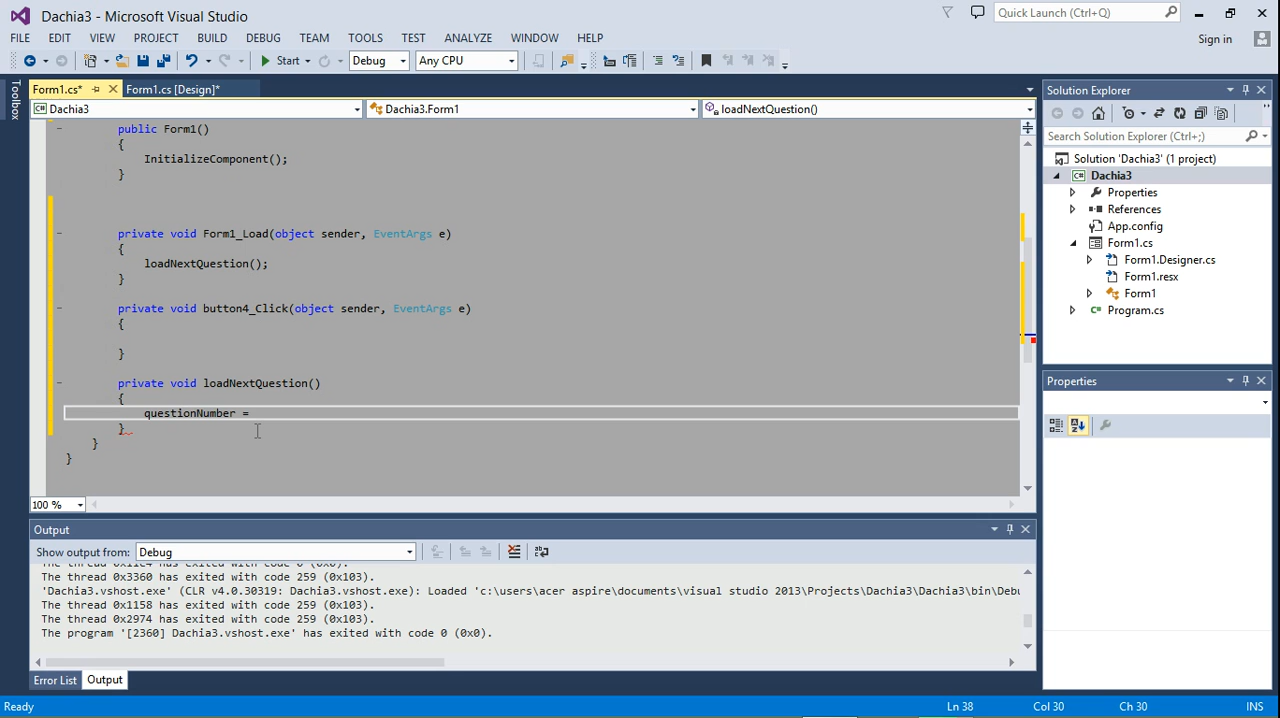 Dachia3 - Microsoft Visual Studio
Quick Launch (Ctrl+Q)
FILE EDIT VIEW PROJECT BUILD DEBUG TEAM TOOLS TEST ANALYZE WINDOW HELP
Sign in
Start Debug Any CPU
Toolbox
Form1.cs* Form1.cs [Design]*
Dachia3 Dachia3.Form1 loadNextQuestion()
public Form1()
{
InitializeComponent();
}
private void Form1_Load(object sender, EventArgs e)
{
loadNextQuestion();
}
private void button4_Click(object sender, EventArgs e)
{
}
private void loadNextQuestion()
{
questionNumber =
}
}
}
100 %
Output
Show output from: Debug
The thread 0x3360 has exited with code 259 (0x103).
'Dachia3.vshost.exe' (CLR v4.0.30319: Dachia3.vshost.exe): Loaded 'c:\users\acer aspire\documents\visual studio 2013\Projects\Dachia3\Dachia3\bin\Debu
The thread 0x1158 has exited with code 259 (0x103).
The thread 0x2974 has exited with code 259 (0x103).
The program '[2360] Dachia3.vshost.exe' has exited with code 0 (0x0).
Error List Output
Solution Explorer
Search Solution Explorer (Ctrl+;)
Solution 'Dachia3' (1 project)
C# Dachia3
Properties
References
App.config
Form1.cs
Form1.Designer.cs
Form1.resx
Form1
C# Program.cs
Properties
Ready Ln 38 Col 30 Ch 30 INS